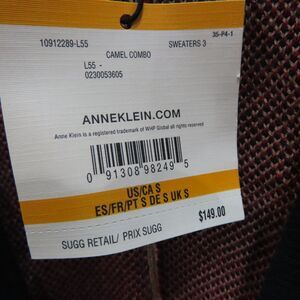 35-P4-1
10912289-L55 CAMEL COMBO SWEATERS 3
L55 -
0230053605
ANNEKLEIN.COM
Anne Klein is a registered trademark of WHP Global all rights reserved
0 91308 98249 5
US/CA S
ES/FR/PT S DE S UK S
$149.00
SUGG RETAIL/ PRIX SUGG